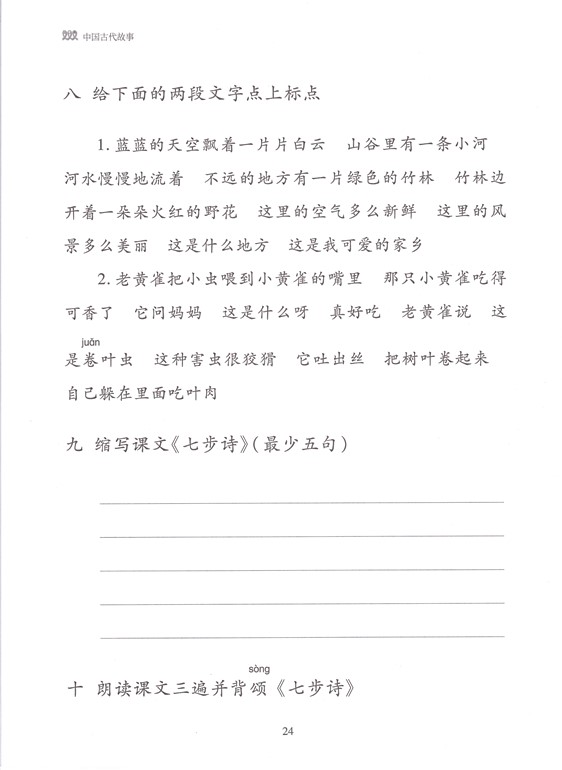 中国古代故事
八 给下面的两段文字点上标点
1. 蓝蓝的天空飘着一片片白云 山谷里有一条小河
河水慢慢地流着 不远的地方有一片绿色的竹林 竹林边
开着一朵朵火红的野花 这里的空气多么新鲜 这里的风
景多么美丽 这是什么地方 这是我可爱的家乡
2. 老黄雀把小虫喂到小黄雀的嘴里 那只小黄雀吃得
可香了 它问妈妈 这是什么呀 真好吃 老黄雀说 这
juǎn
是卷叶虫 这种害虫很狡猾 它吐出丝 把树叶卷起来
自己躲在里面吃叶肉
九 缩写课文《七步诗》(最少五句)
sòng
十 朗读课文三遍并背颂《七步诗》
24